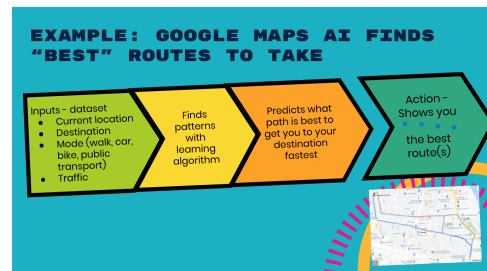 EXAMPLE: GOOGLE MAPS AI FINDS
“BEST” ROUTES TO TAKE
Inputs - dataset
● Current location
● Destination
● Mode (walk, car,
bike, public
transport)
● Traffic
Finds
patterns
with
learning
algorithm
Predicts what
path is best to
get you to your
destination
fastest
Action -
Shows you
the best
route(s)